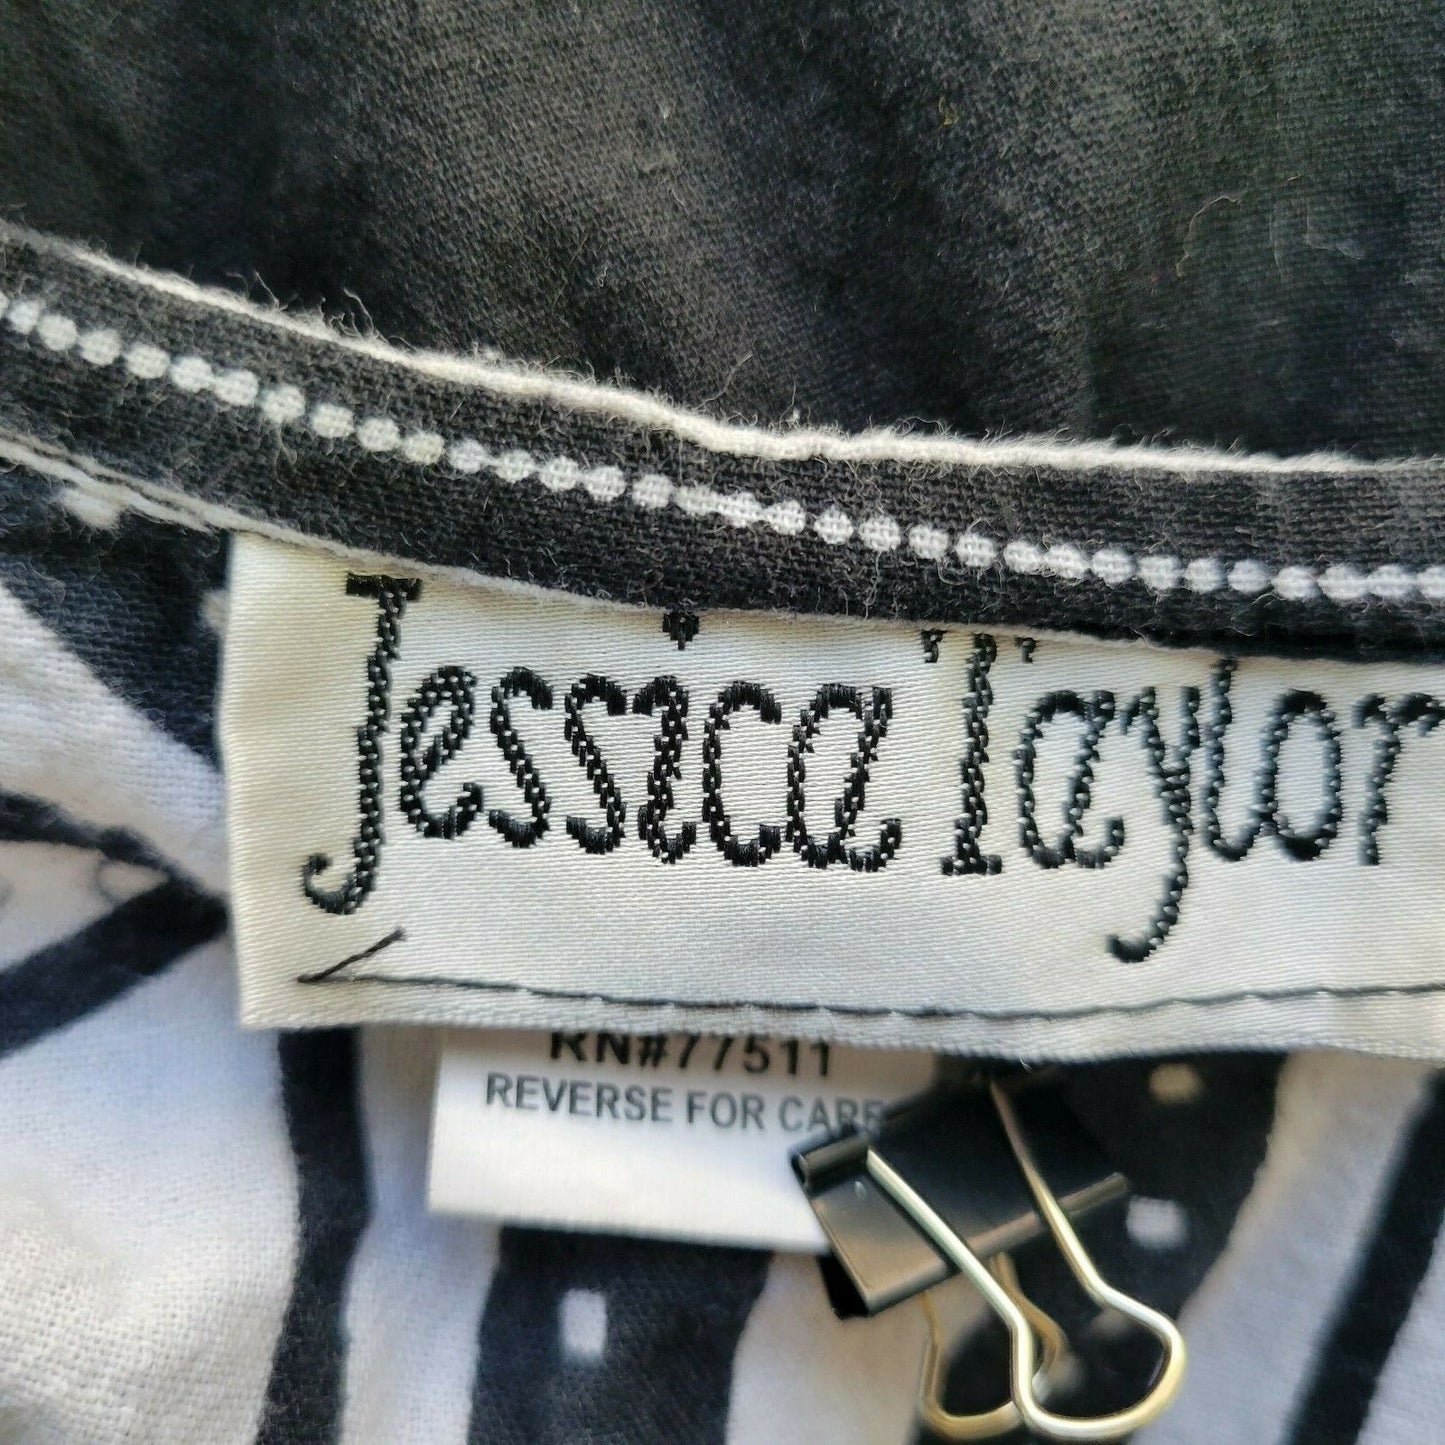 Jessica Taylor
RN#77511
REVERSE FOR CARE